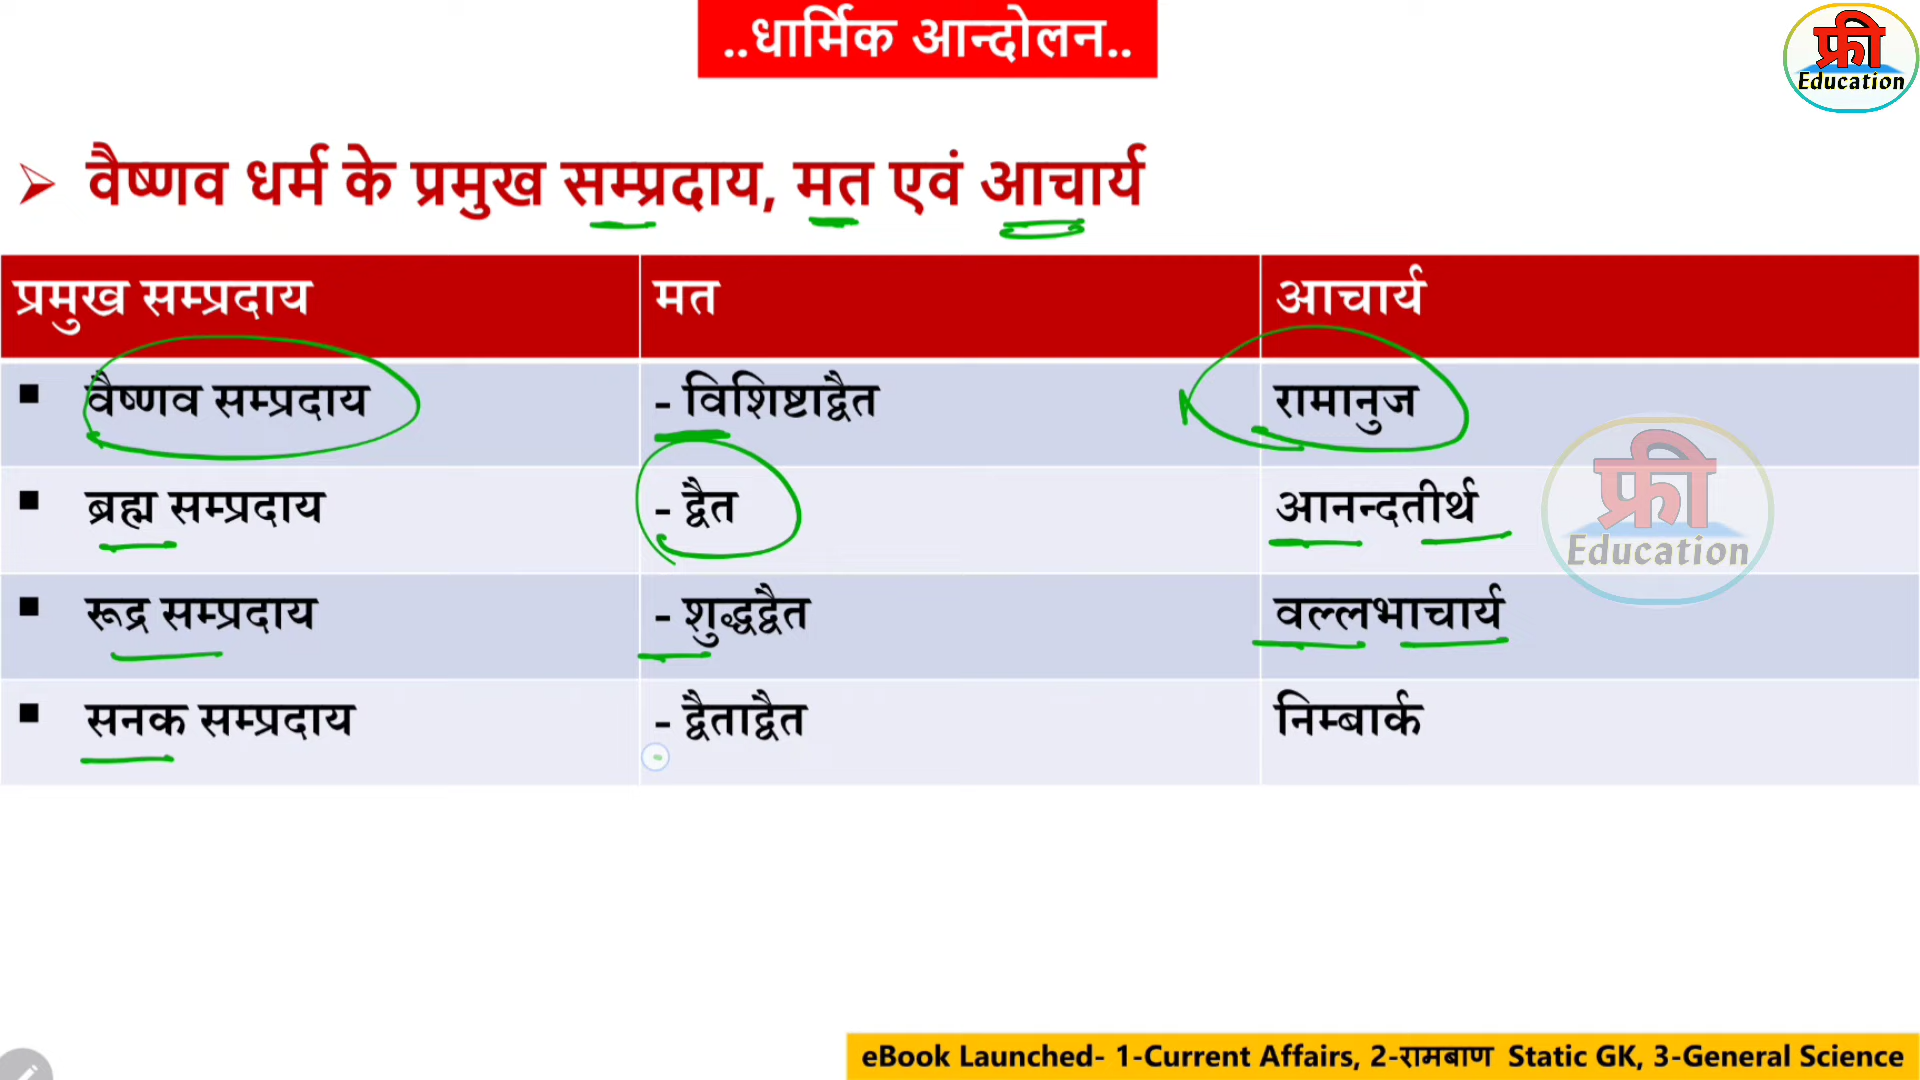 ..धार्मिक आन्दोलन..
फ्री
Education
➢ वैष्णव धर्म के प्रमुख सम्प्रदाय, मत एवं आचार्य
प्रमुख सम्प्रदाय मत आचार्य
▪ वैष्णव सम्प्रदाय - विशिष्टाद्वैत रामानुज
▪ ब्रह्म सम्प्रदाय - द्वैत आनन्दतीर्थ
▪ रूद्र सम्प्रदाय - शुद्धद्वैत वल्लभाचार्य
▪ सनक सम्प्रदाय - द्वैताद्वैत निम्बार्क
फ्री
Education
eBook Launched- 1-Current Affairs, 2-रामबाण Static GK, 3-General Science